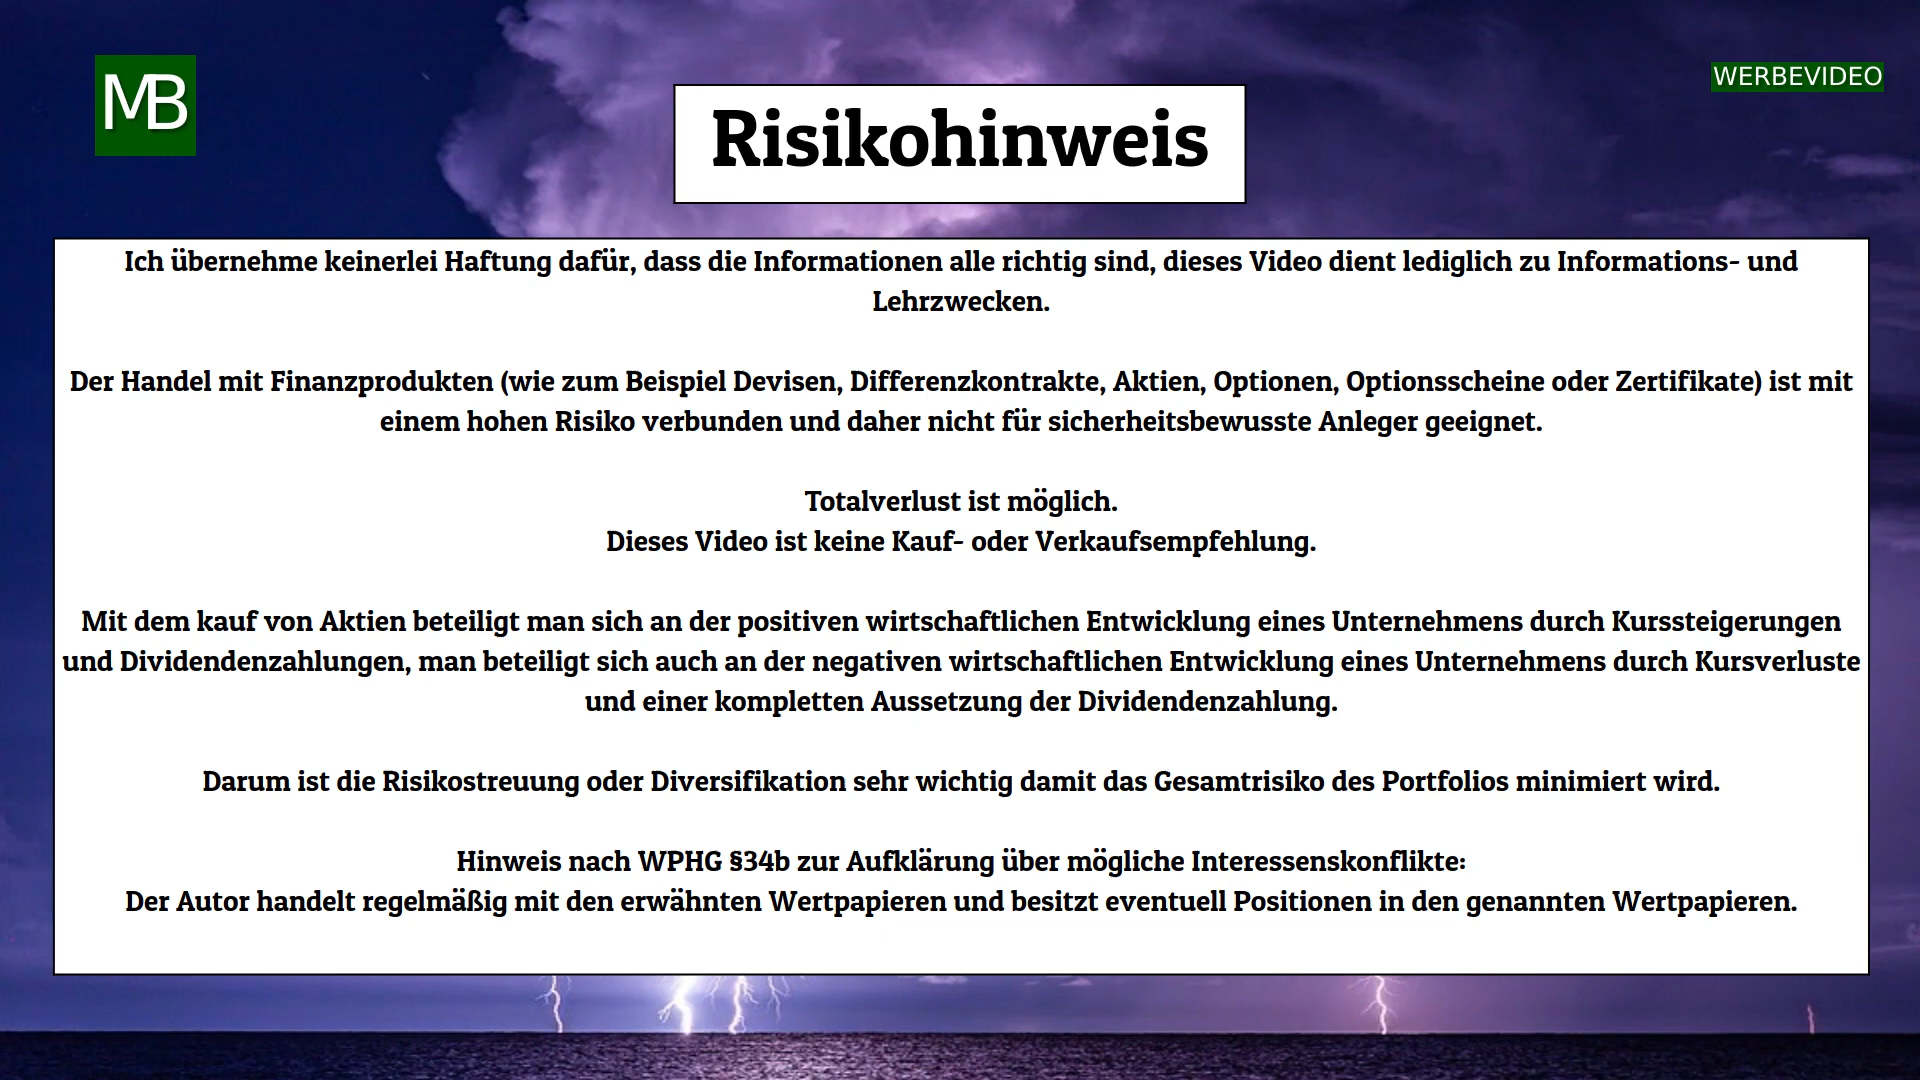 MB
WERBEVIDEO
Risikohinweis
Ich übernehme keinerlei Haftung dafür, dass die Informationen alle richtig sind, dieses Video dient lediglich zu Informations- und
Lehrzwecken.
Der Handel mit Finanzprodukten (wie zum Beispiel Devisen, Differenzkontrakte, Aktien, Optionen, Optionsscheine oder Zertifikate) ist mit
einem hohen Risiko verbunden und daher nicht für sicherheitsbewusste Anleger geeignet.
Totalverlust ist möglich.
Dieses Video ist keine Kauf- oder Verkaufsempfehlung.
Mit dem kauf von Aktien beteiligt man sich an der positiven wirtschaftlichen Entwicklung eines Unternehmens durch Kurssteigerungen
und Dividendenzahlungen, man beteiligt sich auch an der negativen wirtschaftlichen Entwicklung eines Unternehmens durch Kursverluste
und einer kompletten Aussetzung der Dividendenzahlung.
Darum ist die Risikostreuung oder Diversifikation sehr wichtig damit das Gesamtrisiko des Portfolios minimiert wird.
Hinweis nach WPHG §34b zur Aufklärung über mögliche Interessenskonflikte:
Der Autor handelt regelmäßig mit den erwähnten Wertpapieren und besitzt eventuell Positionen in den genannten Wertpapieren.